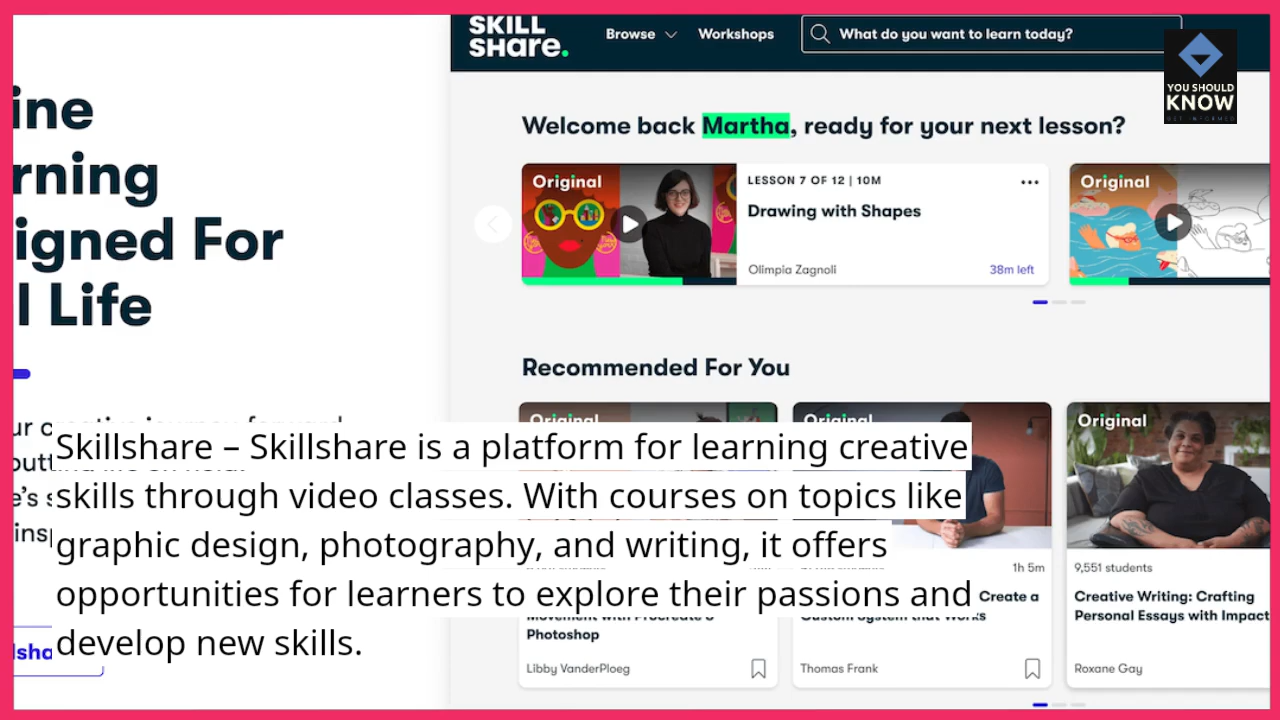 SKILL
SHare.
Browse
Workshops
What do you want to learn today?
YOU SHOULD
KNOW
GET INFORMED
Welcome back Martha, ready for your next lesson?
Original
LESSON 7 OF 12 | 10M
Drawing with Shapes
Olimpia Zagnoli
38m left
Original
ine
rning
igned For
l Life
Recommended For You
Original
Original
Original
Skillshare – Skillshare is a platform for learning creative
skills through video classes. With courses on topics like
graphic design, photography, and writing, it offers
opportunities for learners to explore their passions and
develop new skills.
1h 5m
9,551 students
Create a
Creative Writing: Crafting
Personal Essays with Impact
Photoshop
Libby VanderPloeg
Thomas Frank
Roxane Gay